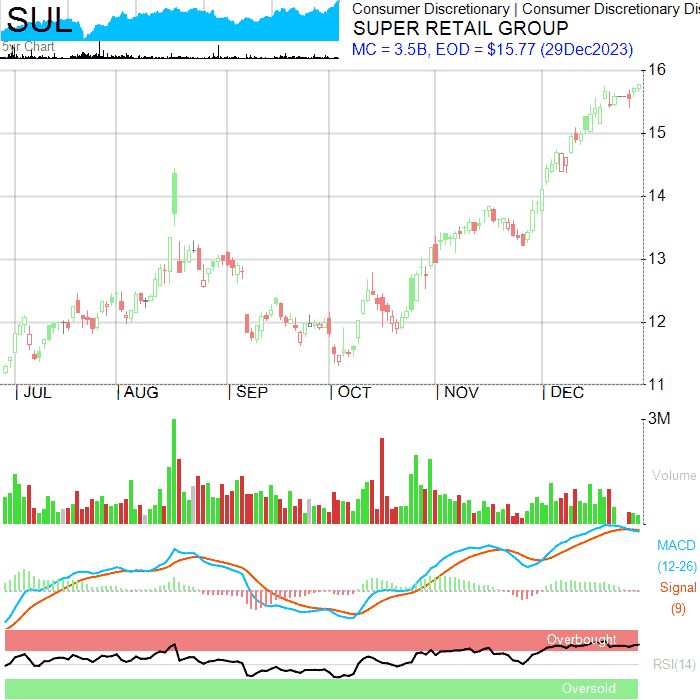 SUL
5yr Chart
Consumer Discretionary | Consumer Discretionary Dis
SUPER RETAIL GROUP
MC = 3.5B, EOD = $15.77 (29Dec2023)
16
15
14
13
12
11
JUL AUG SEP OCT NOV DEC
3M
Volume
MACD
(12-26)
Signal
(9)
Overbought
RSI(14)
Oversold